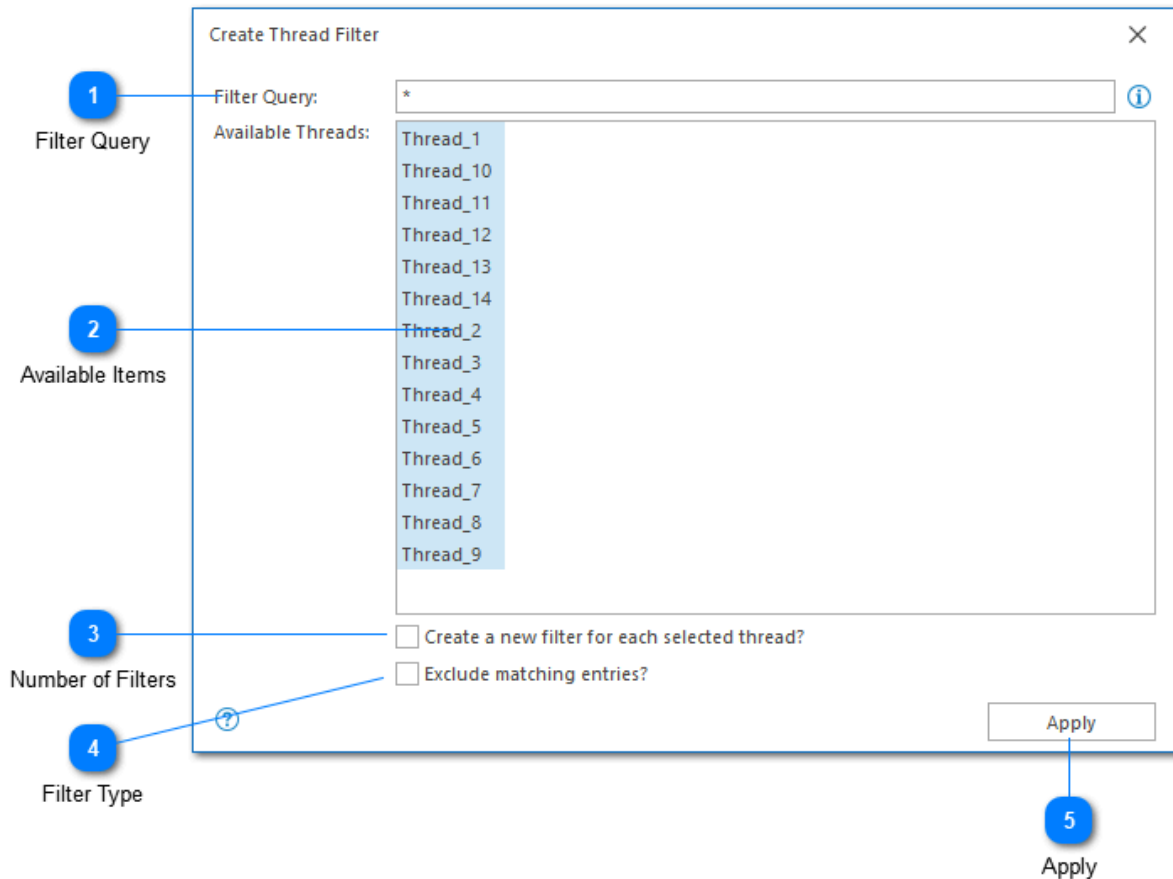 Create Thread Filter
1
Filter Query
Filter Query:
*
Available Threads:
Thread_1
Thread_10
Thread_11
Thread_12
Thread_13
Thread_14
2
Available Items
Thread_2
Thread_3
Thread_4
Thread_5
Thread_6
Thread_7
Thread_8
Thread_9
3
Number of Filters
Create a new filter for each selected thread?
Exclude matching entries?
4
Filter Type
?
Apply
5
Apply